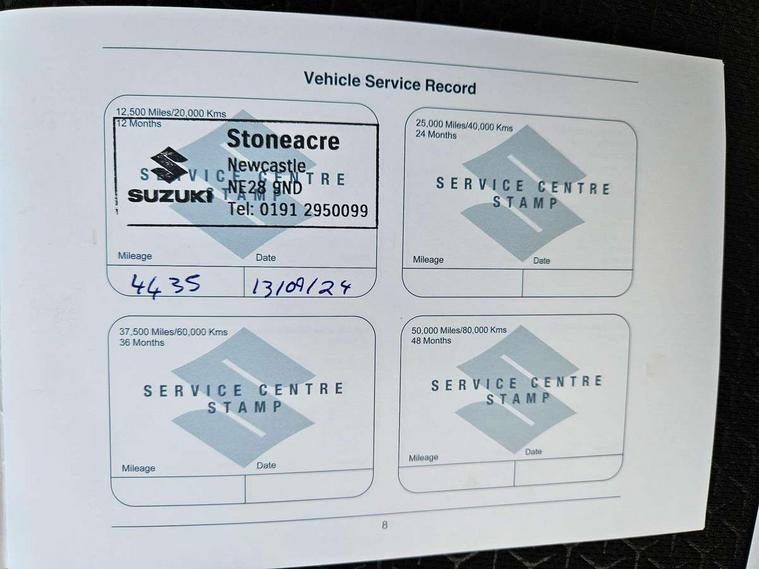 Vehicle Service Record
12,500 Miles/20,000 Kms
12 Months
SERVICE CENTRE
STAMP
Stoneacre
Newcastle
NE28 9ND
Tel: 0191 2950099
SUZUKI
Mileage Date
4435 13/09/24
25,000 Miles/40,000 Kms
24 Months
SERVICE CENTRE
STAMP
Mileage Date
37,500 Miles/60,000 Kms
36 Months
SERVICE CENTRE
STAMP
Mileage Date
50,000 Miles/80,000 Kms
48 Months
SERVICE CENTRE
STAMP
Mileage Date
8